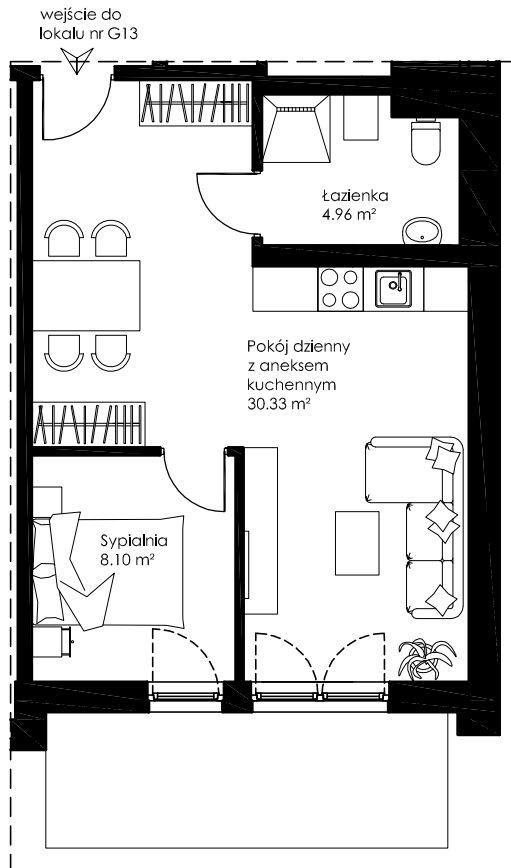 wejście do
lokalu nr G13
Łazienka
4.96 m²
Pokój dzienny
z aneksem
kuchennym
30.33 m²
Sypialnia
8.10 m²